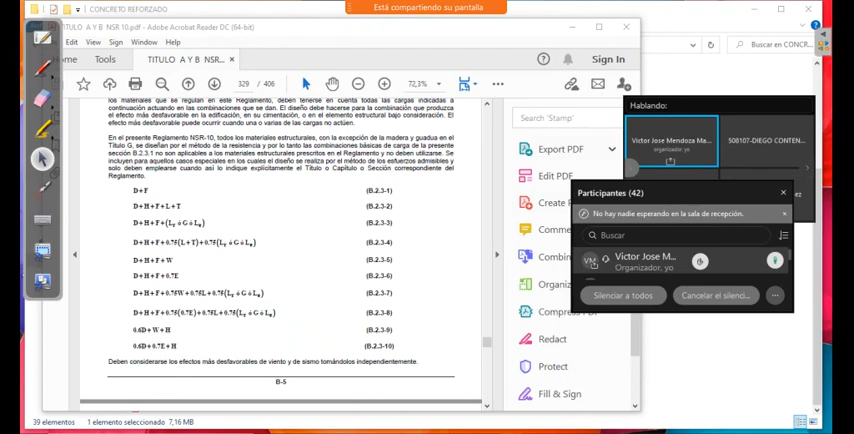 CONCRETO REFORZADO
Está compartiendo su pantalla
TITULO A Y B NSR 10.pdf - Adobe Acrobat Reader DC (64-bit)
Edit View Sign Window Help
Home Tools TITULO A Y B NSR... × Sign In
Buscar en CONCR...
329 / 406 72,3%
los materiales que se regulan en este Reglamento, deben tenerse en cuenta todas las cargas indicadas a
continuación actuando en las combinaciones que se dan. El diseño debe hacerse para la combinación que produzca
el efecto más desfavorable en la edificación, en su cimentación, o en el elemento estructural bajo consideración. El
efecto más desfavorable puede ocurrir cuando una o varias de las cargas no actúen.
En el presente Reglamento NSR-10, todos los materiales estructurales, con la excepción de la madera y guadua en el
Título G, se diseñan por el método de la resistencia y por lo tanto las combinaciones básicas de carga de la presente
sección B.2.3.1 no son aplicables a los materiales estructurales prescritos en el Reglamento y no deben utilizarse. Se
incluyen para aquellos casos especiales en los cuales el diseño se realiza por el método de los esfuerzos admisibles y
solo deben emplearse cuando así lo indique explícitamente el Título o Capítulo o Sección correspondiente del
Reglamento.
D+F (B.2.3-1)
D+H+F+L+T (B.2.3-2)
D+H+F+(Lr ó G ó Le) (B.2.3-3)
D+H+F+0.75(L+T)+0.75(Lr ó G ó Le) (B.2.3-4)
D+H+F+W (B.2.3-5)
D+H+F+0.7E (B.2.3-6)
D+H+F+0.75W+0.75L+0.75(Lr ó G ó Le) (B.2.3-7)
D+H+F+0.75(0.7E)+0.75L+0.75(Lr ó G ó Le) (B.2.3-8)
0.6D+W+H (B.2.3-9)
0.6D+0.7E+H (B.2.3-10)
Deben considerarse los efectos más desfavorables de viento y de sismo tomándolos independientemente.
B-5
Search 'Stamp'
Export PDF
Edit PDF
Create P
Comme
Combin
Organiz
Compress PDF
Redact
Protect
Fill & Sign
Hablando:
Victor Jose Mendoza Ma...
organizador, yo
508107-DIEGO CONTEN...
Participantes (42) ×
No hay nadie esperando en la sala de recepción. ×
Buscar
VM Victor Jose M...
Organizador, yo
Silenciar a todos Cancelar el silenci... ...
39 elementos 1 elemento seleccionado 7,16 MB